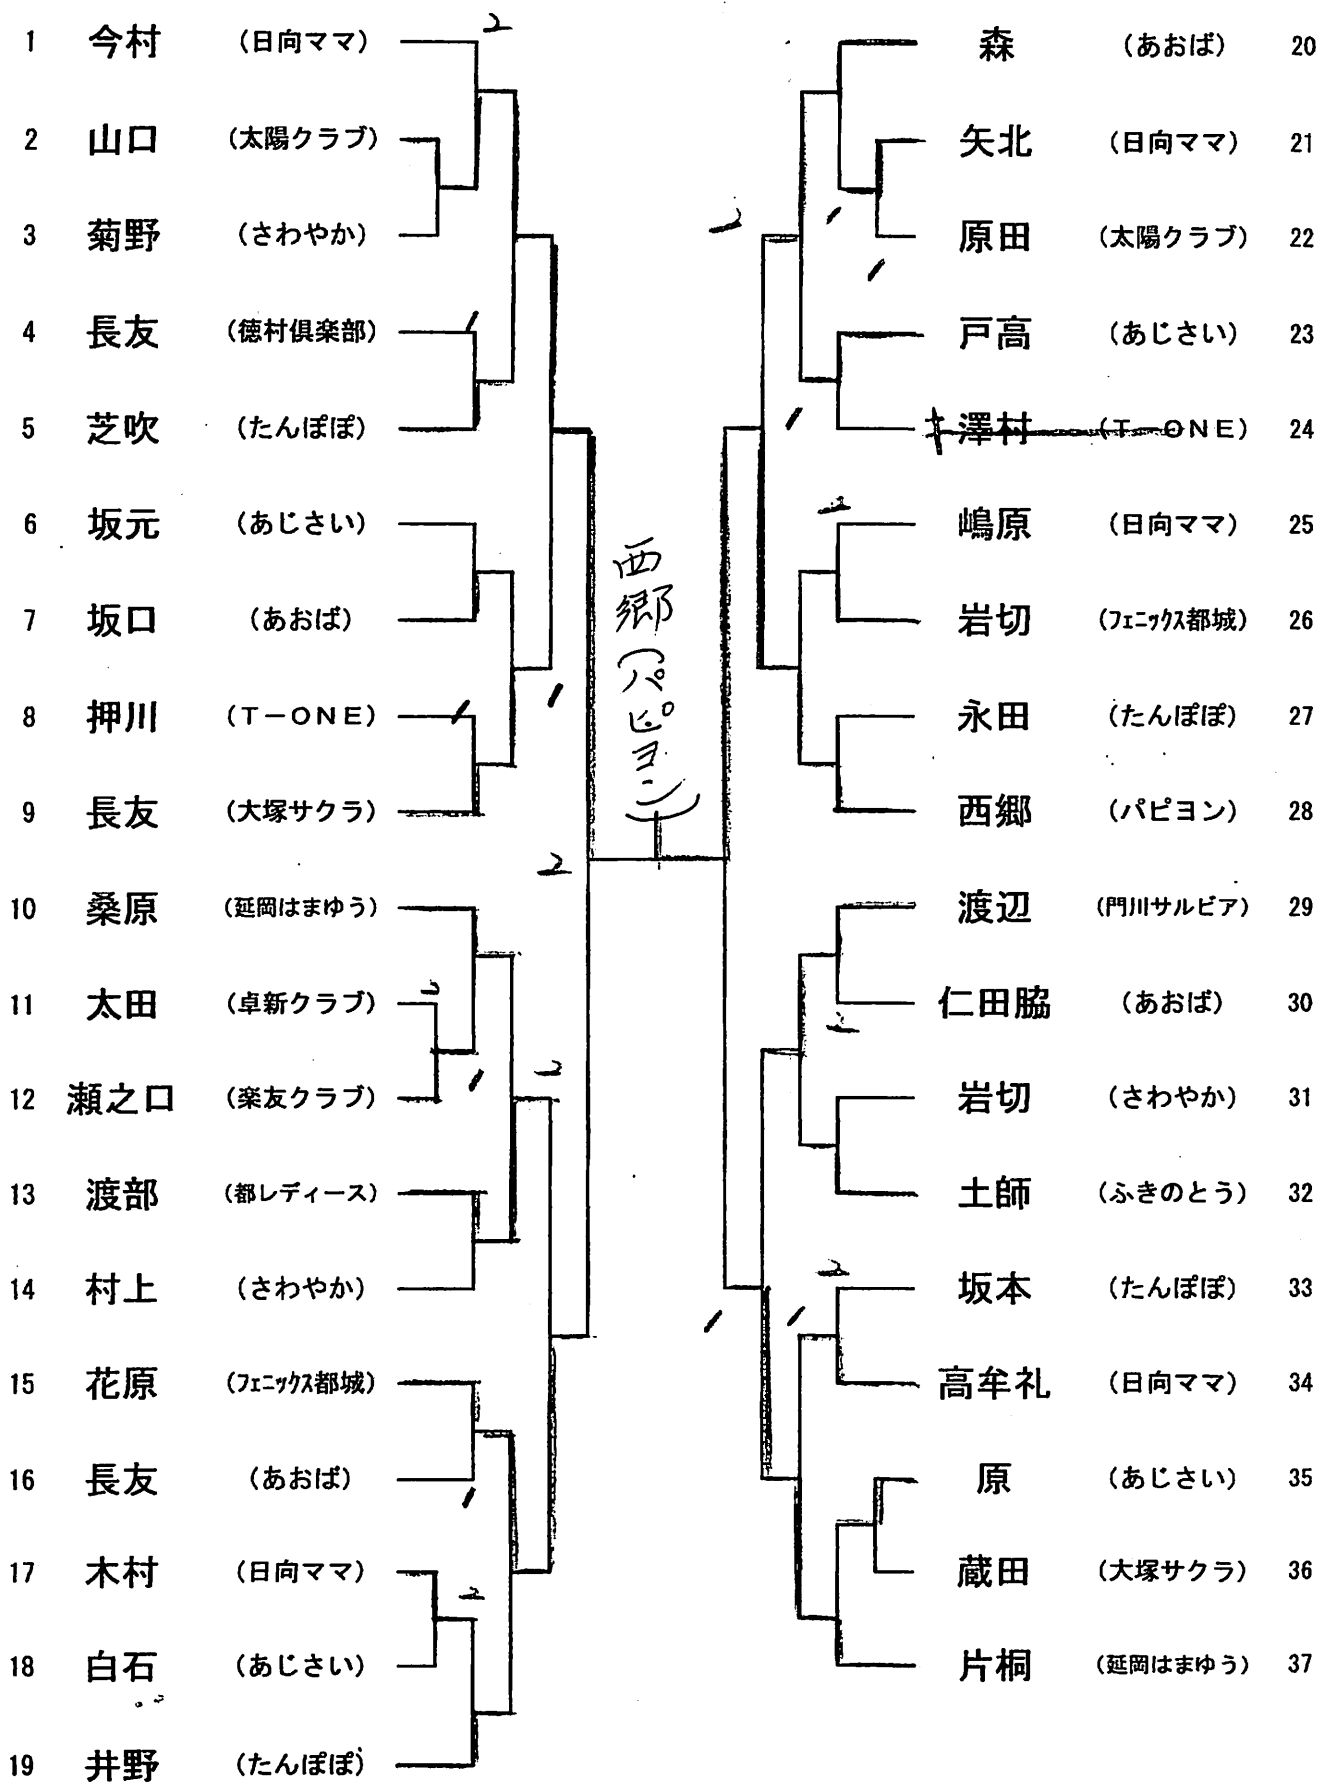 1 今村 (日向ママ)
2 山口 (太陽クラブ)
3 菊野 (さわやか)
4 長友 (徳村倶楽部)
5 芝吹 (たんぽぽ)
6 坂元 (あじさい)
7 坂口 (あおば)
8 押川 (T－ONE)
9 長友 (大塚サクラ)
10 桑原 (延岡はまゆう)
11 太田 (卓新クラブ)
12 瀬之口 (楽友クラブ)
13 渡部 (都レディース)
14 村上 (さわやか)
15 花原 (フェニックス都城)
16 長友 (あおば)
17 木村 (日向ママ)
18 白石 (あじさい)
19 井野 (たんぽぽ)
西郷(パピヨン)
森 (あおば) 20
矢北 (日向ママ) 21
原田 (太陽クラブ) 22
戸高 (あじさい) 23
澤村 (T－ONE) 24
嶋原 (日向ママ) 25
岩切 (フェニックス都城) 26
永田 (たんぽぽ) 27
西郷 (パピヨン) 28
渡辺 (門川サルビア) 29
仁田脇 (あおば) 30
岩切 (さわやか) 31
土師 (ふきのとう) 32
坂本 (たんぽぽ) 33
高牟礼 (日向ママ) 34
原 (あじさい) 35
蔵田 (大塚サクラ) 36
片桐 (延岡はまゆう) 37